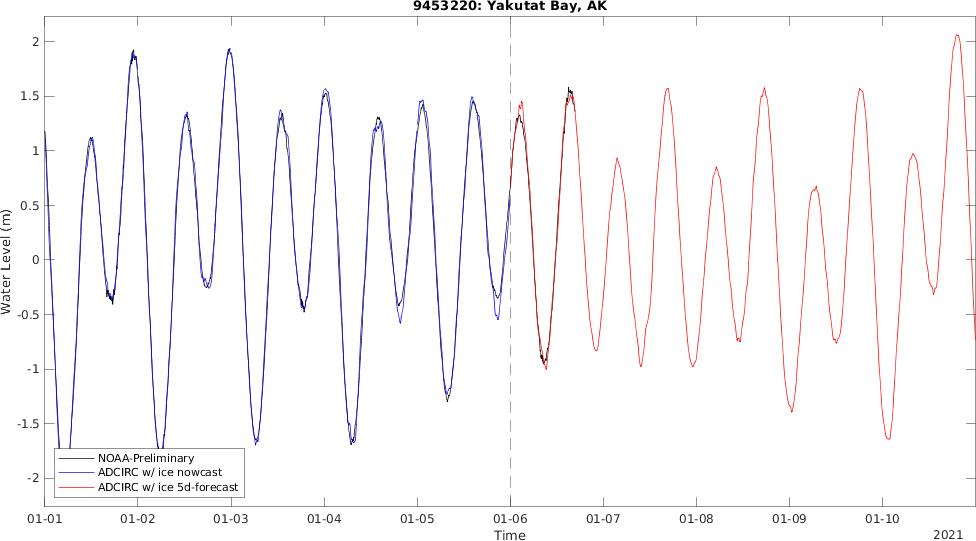 9453220: Yakutat Bay, AK
Water Level (m)
2
1.5
1
0.5
0
-0.5
-1
-1.5
-2
NOAA-Preliminary
ADCIRC w/ ice nowcast
ADCIRC w/ ice 5d-forecast
01-01 01-02 01-03 01-04 01-05 01-06 01-07 01-08 01-09 01-10
Time
2021